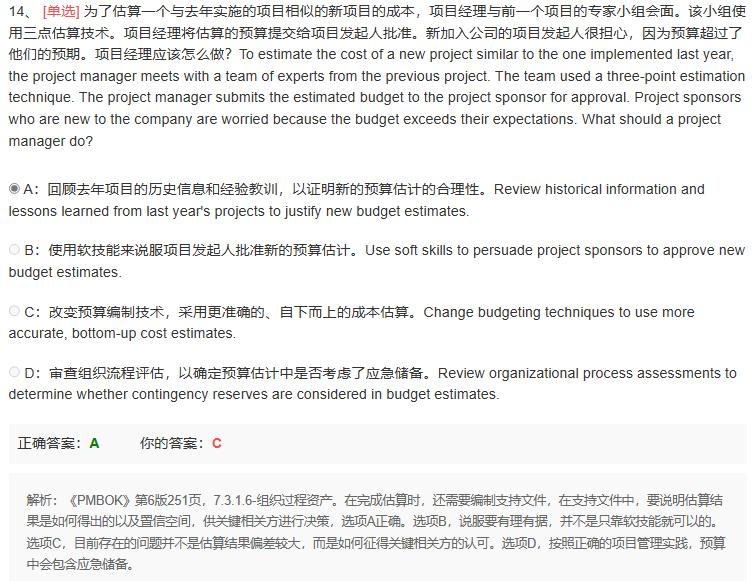 14、 [单选] 为了估算一个与去年实施的项目相似的新项目的成本，项目经理与前一个项目的专家小组会面。该小组使
用三点估算技术。项目经理将估算的预算提交给项目发起人批准。新加入公司的项目发起人很担心，因为预算超过了
他们的预期。项目经理应该怎么做？To estimate the cost of a new project similar to the one implemented last year,
the project manager meets with a team of experts from the previous project. The team used a three-point estimation
technique. The project manager submits the estimated budget to the project sponsor for approval. Project sponsors
who are new to the company are worried because the budget exceeds their expectations. What should a project
manager do?
A：回顾去年项目的历史信息和经验教训，以证明新的预算估计的合理性。Review historical information and
lessons learned from last year's projects to justify new budget estimates.
B：使用软技能来说服项目发起人批准新的预算估计。Use soft skills to persuade project sponsors to approve new
budget estimates.
C：改变预算编制技术，采用更准确的、自下而上的成本估算。Change budgeting techniques to use more
accurate, bottom-up cost estimates.
D：审查组织流程评估，以确定预算估计中是否考虑了应急储备。Review organizational process assessments to
determine whether contingency reserves are considered in budget estimates.
正确答案：A 你的答案：C
解析：《PMBOK》第6版251页，7.3.1.6-组织过程资产。在完成估算时，还需要编制支持文件，在支持文件中，要说明估算结
果是如何得出的以及置信空间，供关键相关方进行决策，选项A正确。选项B，说服要有理有据，并不是只靠软技能就可以的。
选项C，目前存在的问题并不是估算结果偏差较大，而是如何征得关键相关方的认可。选项D，按照正确的项目管理实践，预算
中会包含应急储备。